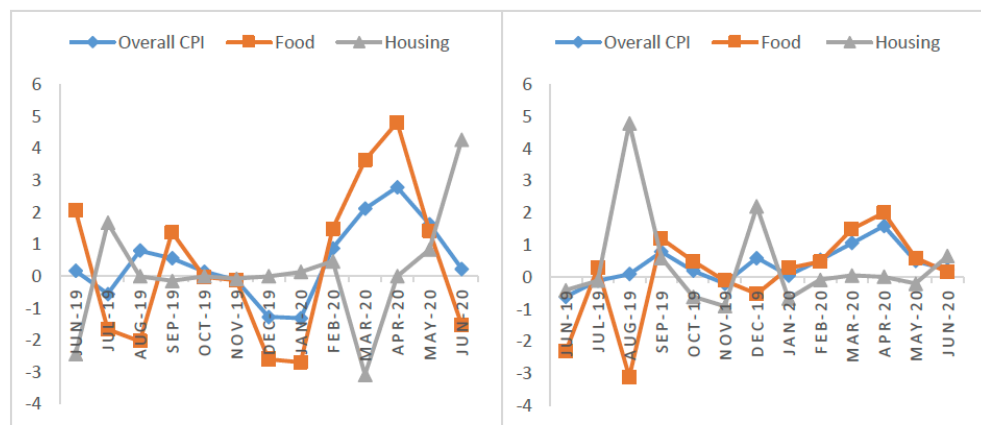 Overall CPI Food Housing
6
5
4
3
2
1
0
-1
-2
-3
-4
JUN-19
JUL-19
AUG-19
SEP-19
OCT-19
NOV-19
DEC-19
JAN-20
FEB-20
MAR-20
APR-20
MAY-20
JUN-20
Overall CPI Food Housing
6
5
4
3
2
1
0
-1
-2
-3
-4
JUN-19
JUL-19
AUG-19
SEP-19
OCT-19
NOV-19
DEC-19
JAN-20
FEB-20
MAR-20
APR-20
MAY-20
JUN-20